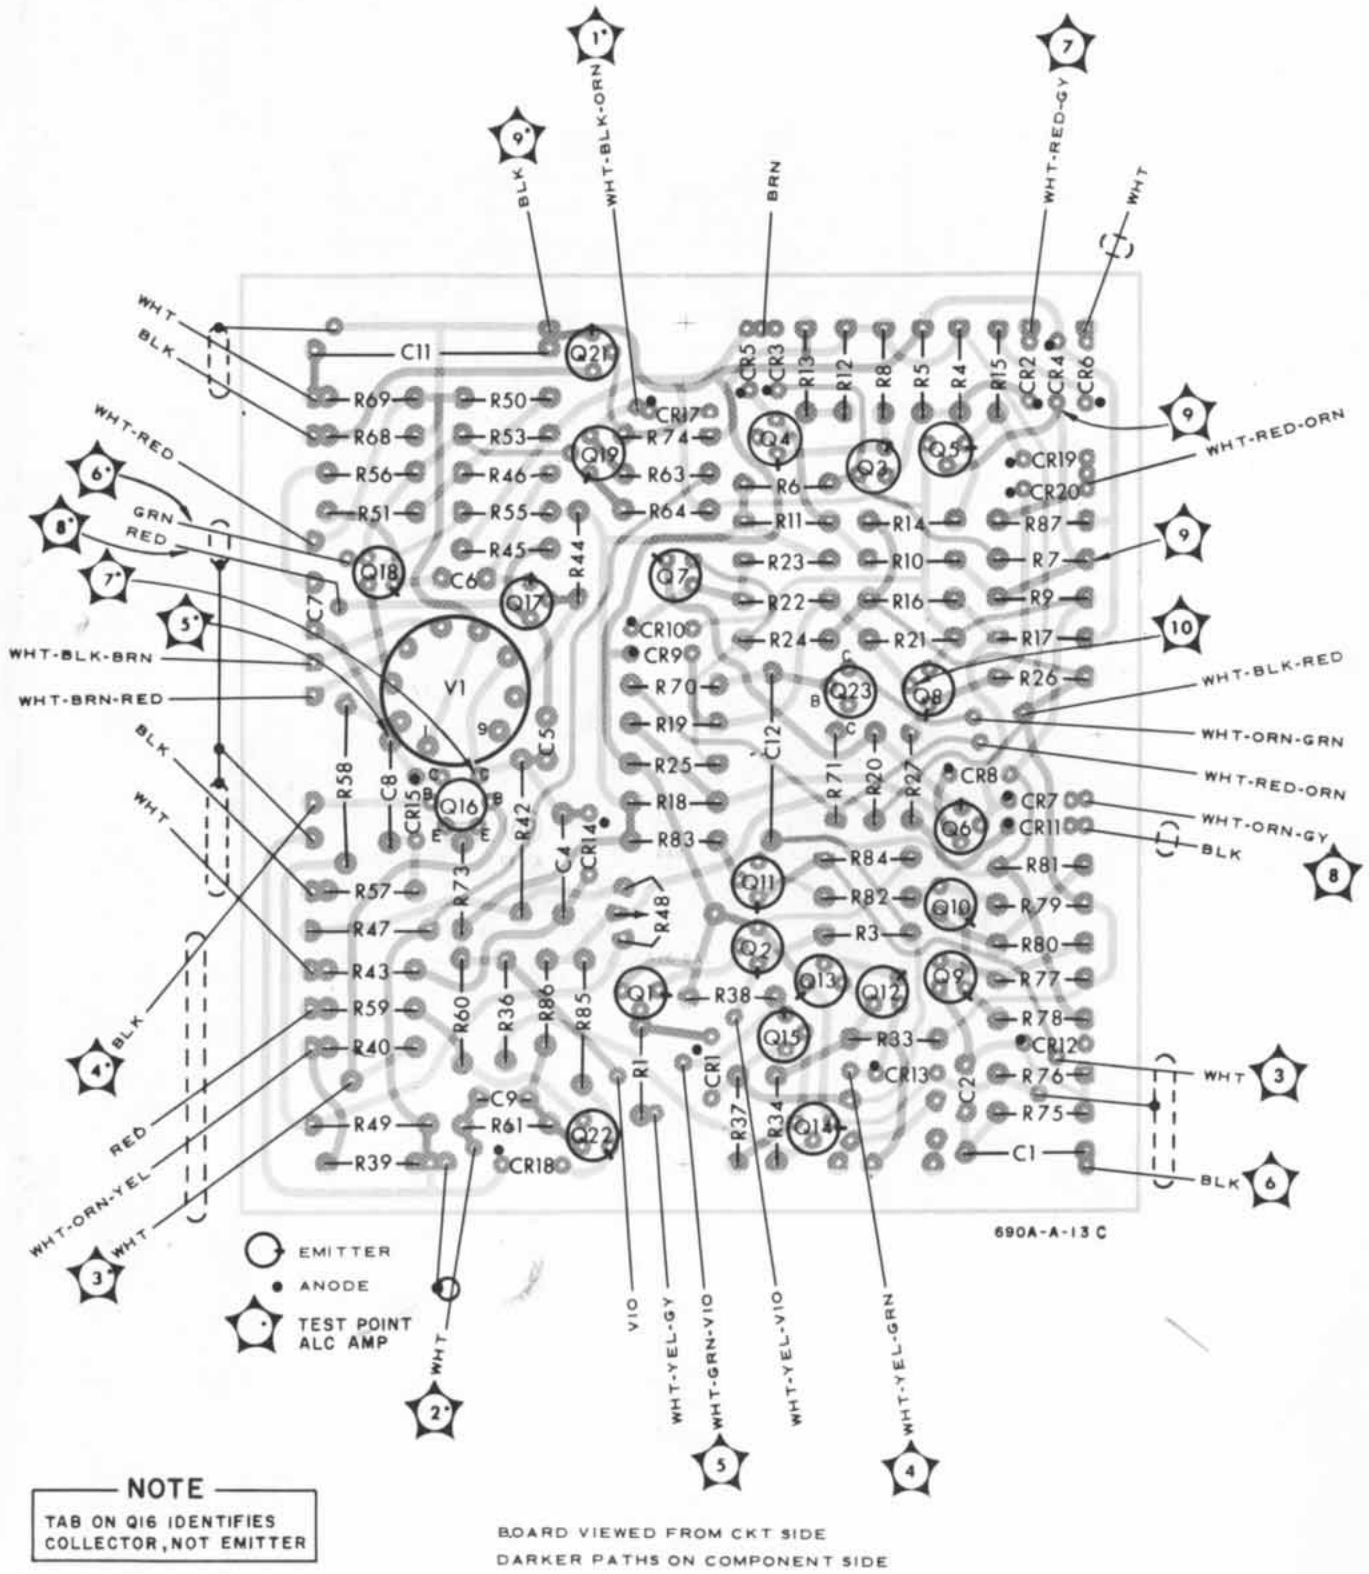 1*
7
WHT-BLK-ORN
WHT-RED-GY
9*
BLK
BRN
WHT
WHT
BLK
C11
Q21
CR5
CR3
R13
R12
R8
R5
R4
R15
CR2
CR4
CR6
R69
R50
CR17
9
WHT-RED
R68
R53
Q19
R74
Q4
Q3
Q5
WHT-RED-ORN
6*
R56
R46
R63
R6
CR19
CR20
GRN
8*
RED
R51
R55
R64
R11
R14
R87
9
7*
Q18
R45
R44
Q7
R23
R10
R7
C7
C6
Q17
R22
R16
R9
5*
CR10
R24
R21
R17
10
WHT-BLK-BRN
CR9
C
WHT-BLK-RED
WHT-BRN-RED
V1
R70
Q23
B
Q8
R26
1
9
C5
R19
C12
C
WHT-ORN-GRN
BLK
R58
C8
R25
R71
R20
R27
CR8
WHT-RED-ORN
WHT
CR15
C
C
B
Q16
B
E
E
R42
C4
CR14
R18
R83
Q6
CR7
CR11
WHT-ORN-GY
BLK
8
R73
R84
R81
R57
R48
Q11
R82
Q10
R79
R47
Q2
R3
R80
R43
R60
R36
R86
R85
Q1
R38
Q13
Q12
Q9
R77
BLK
R59
R78
4*
R40
Q15
R33
CR12
R1
CR1
CR13
C2
R76
WHT
3
C9
R37
R34
R75
RED
R49
R61
Q22
Q14
R39
CR18
C1
BLK
6
WHT-ORN-YEL
WHT
3*
690A-A-13 C
EMITTER
ANODE
* TEST POINT
ALC AMP
WHT
2*
VIO
WHT-YEL-GY
WHT-GRN-VIO
WHT-YEL-VIO
WHT-YEL-GRN
5
4
NOTE
TAB ON Q16 IDENTIFIES
COLLECTOR, NOT EMITTER
BOARD VIEWED FROM CKT SIDE
DARKER PATHS ON COMPONENT SIDE